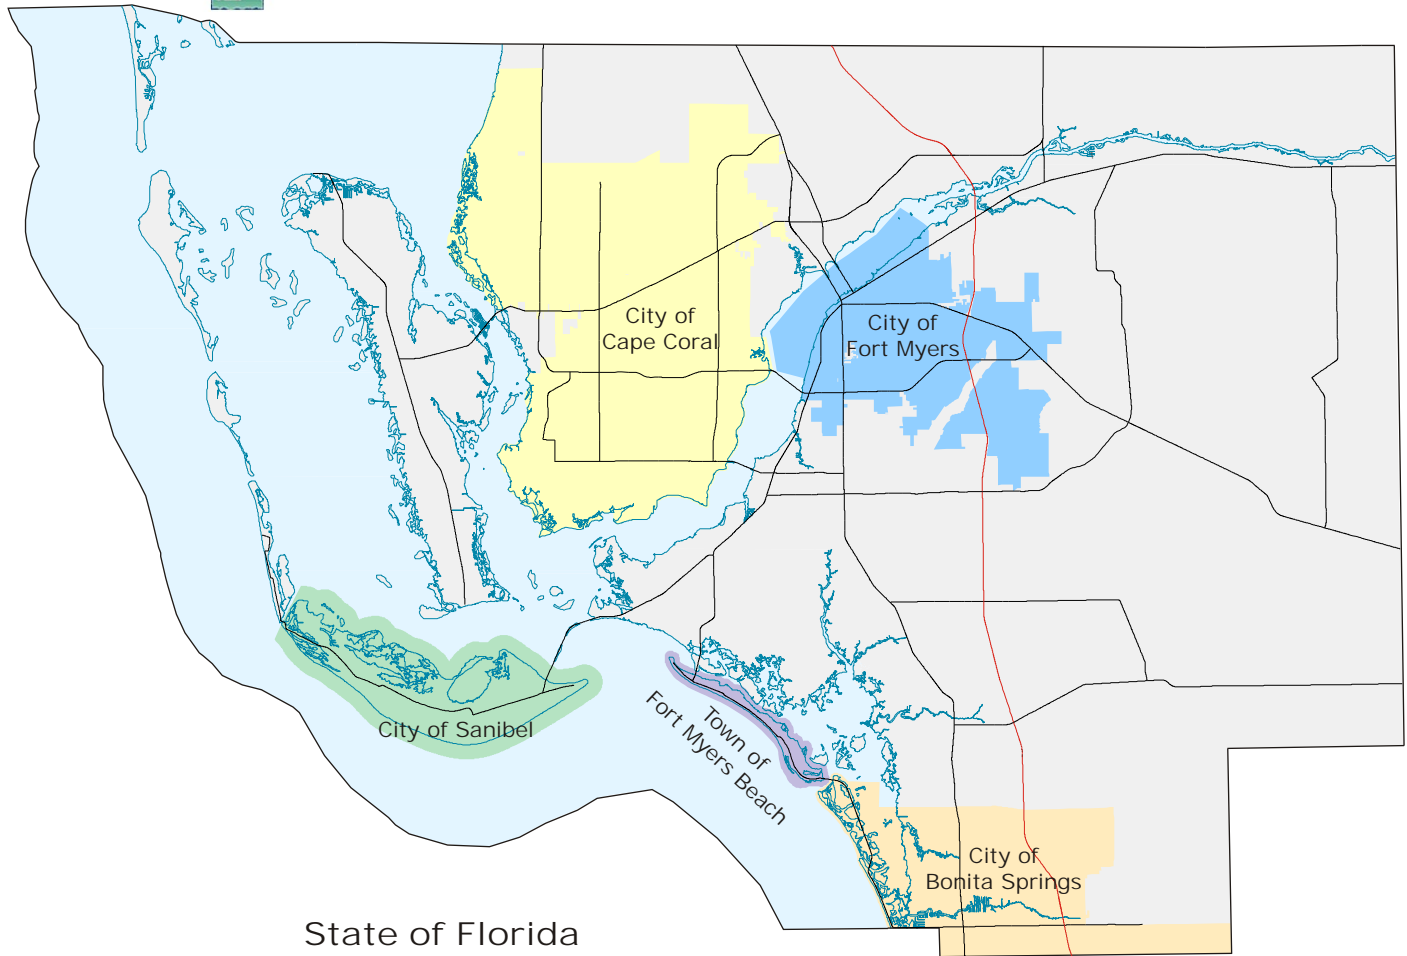 City of
Cape Coral
City of
Fort Myers
City of Sanibel
Town of
Fort Myers Beach
City of
Bonita Springs
State of Florida